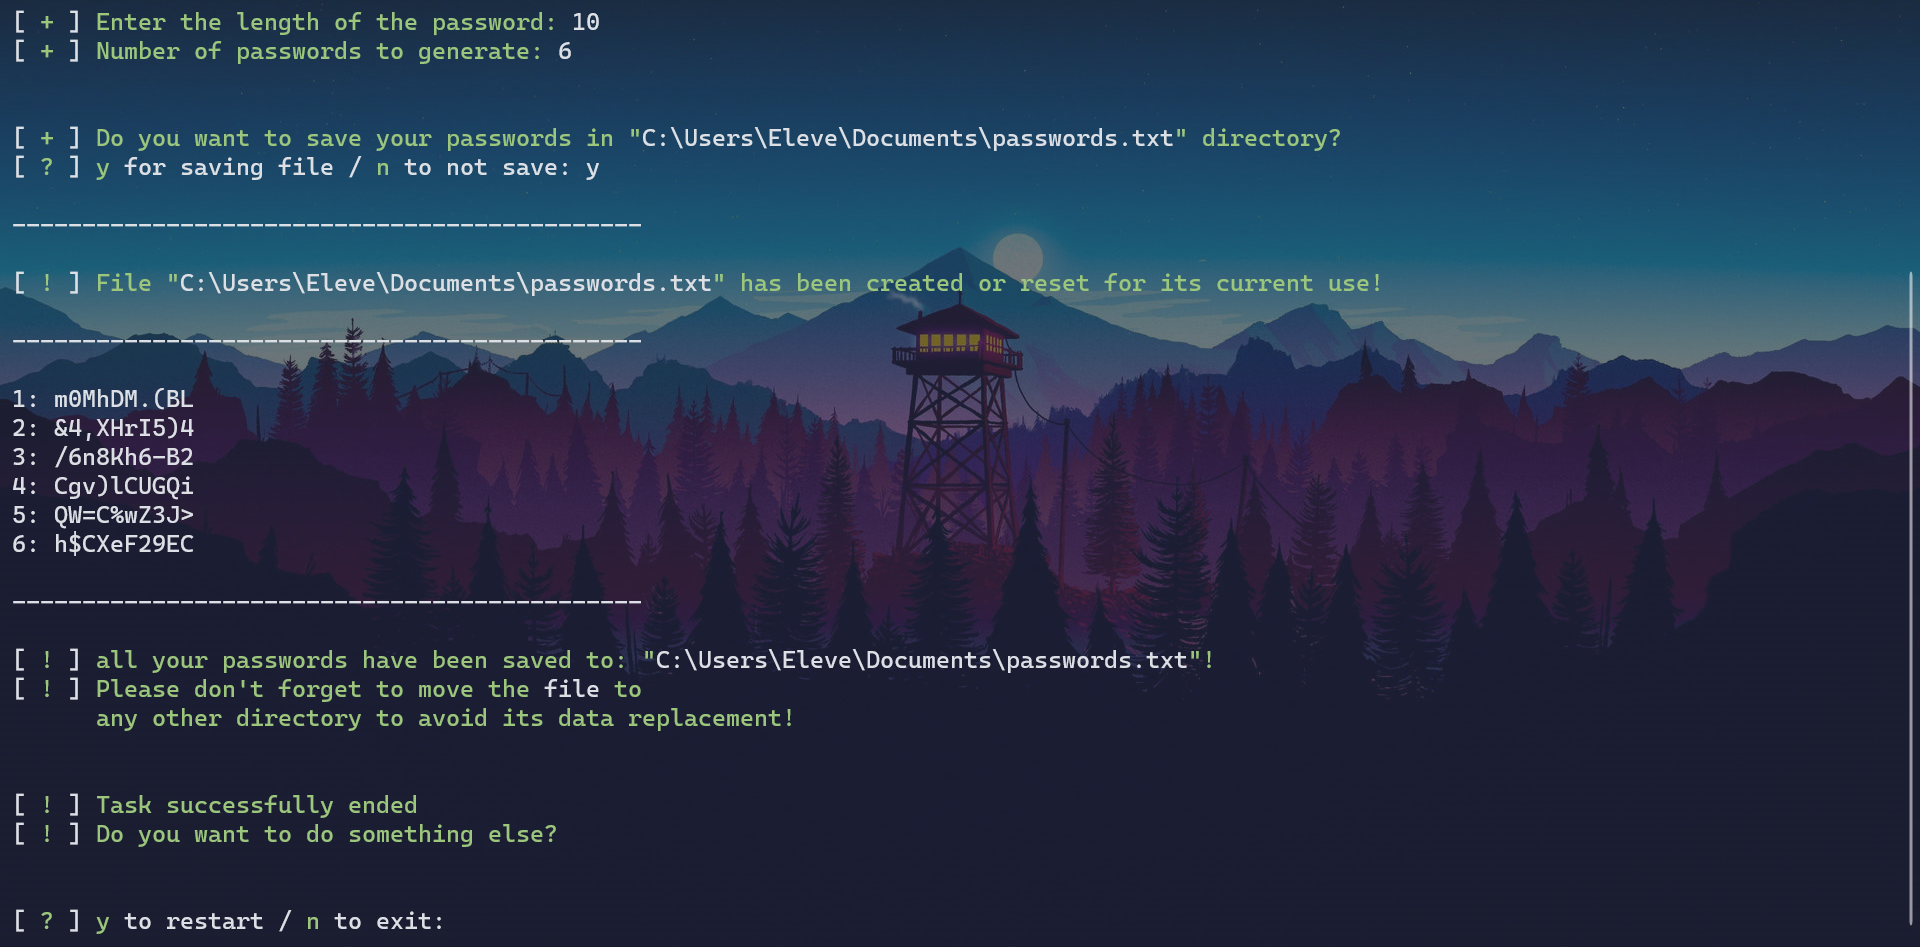 [ + ] Enter the length of the password: 10
[ + ] Number of passwords to generate: 6
[ + ] Do you want to save your passwords in "C:\Users\Eleve\Documents\passwords.txt" directory?
[ ? ] y for saving file / n to not save: y
_____________________________________________
[ ! ] File "C:\Users\Eleve\Documents\passwords.txt" has been created or reset for its current use!
_____________________________________________
1: m0MhDM.(BL
2: &4,XHrI5)4
3: /6n8Kh6-B2
4: Cgv)lCUGQi
5: QW=C%wZ3J>
6: h$CXeF29EC
_____________________________________________
[ ! ] all your passwords have been saved to: "C:\Users\Eleve\Documents\passwords.txt"!
[ ! ] Please don't forget to move the file to
any other directory to avoid its data replacement!
[ ! ] Task successfully ended
[ ! ] Do you want to do something else?
[ ? ] y to restart / n to exit: